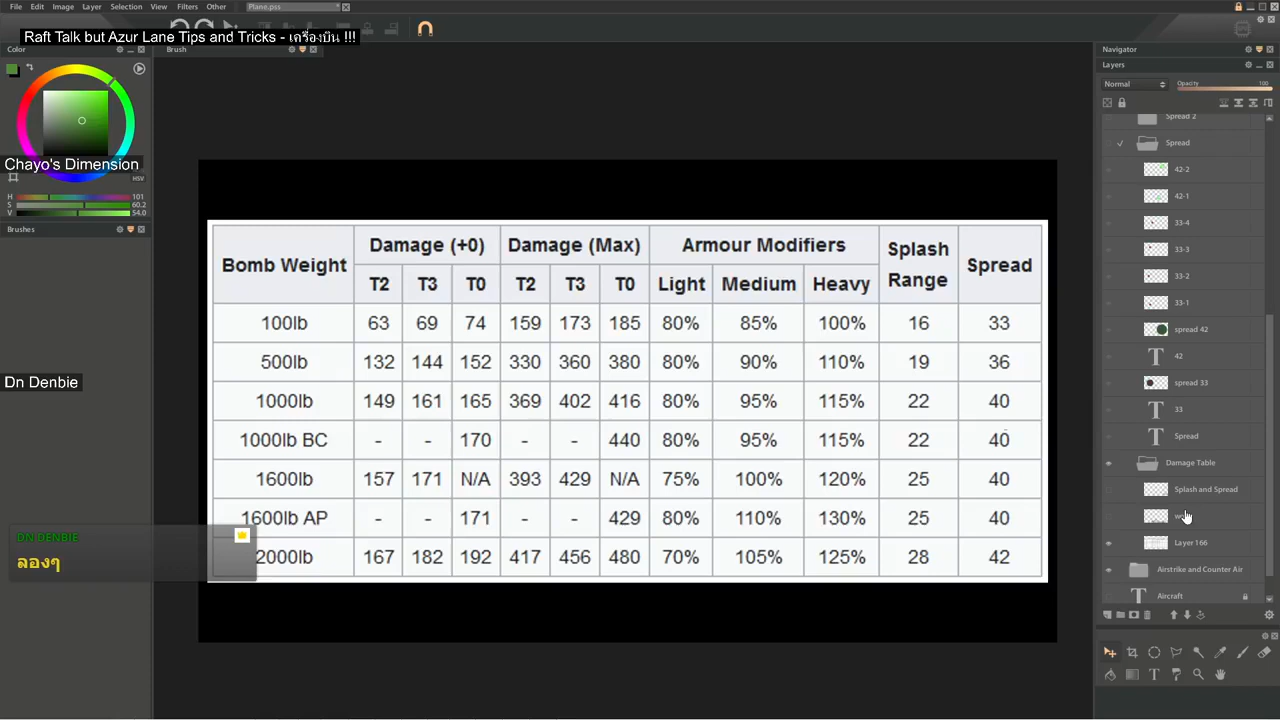 File Edit Image Layer Selection View Filters Other Plane.pss
Raft Talk but Azur Lane Tips and Tricks - เครื่องบิน !!!
Color Brush Navigator
Layers
Normal Opacity 100
Chayo's Dimension
HSV
H 101
S 60.2
V 54.0
Brushes
Dn Denbie
DN DENBIE
ลองๆ
Bomb Weight Damage (+0) Damage (Max) Armour Modifiers Splash Range Spread
T2 T3 T0 T2 T3 T0 Light Medium Heavy
100lb 63 69 74 159 173 185 80% 85% 100% 16 33
500lb 132 144 152 330 360 380 80% 90% 110% 19 36
1000lb 149 161 165 369 402 416 80% 95% 115% 22 40
1000lb BC - - 170 - - 440 80% 95% 115% 22 40
1600lb 157 171 N/A 393 429 N/A 75% 100% 120% 25 40
1600lb AP - - 171 - - 429 80% 110% 130% 25 40
2000lb 167 182 192 417 456 480 70% 105% 125% 28 42
Spread 2
Spread
42-2
42-1
33-4
33-3
33-2
33-1
spread 42
42
spread 33
33
Spread
Damage Table
Splash and Spread
Layer 166
Airstrike and Counter Air
Aircraft